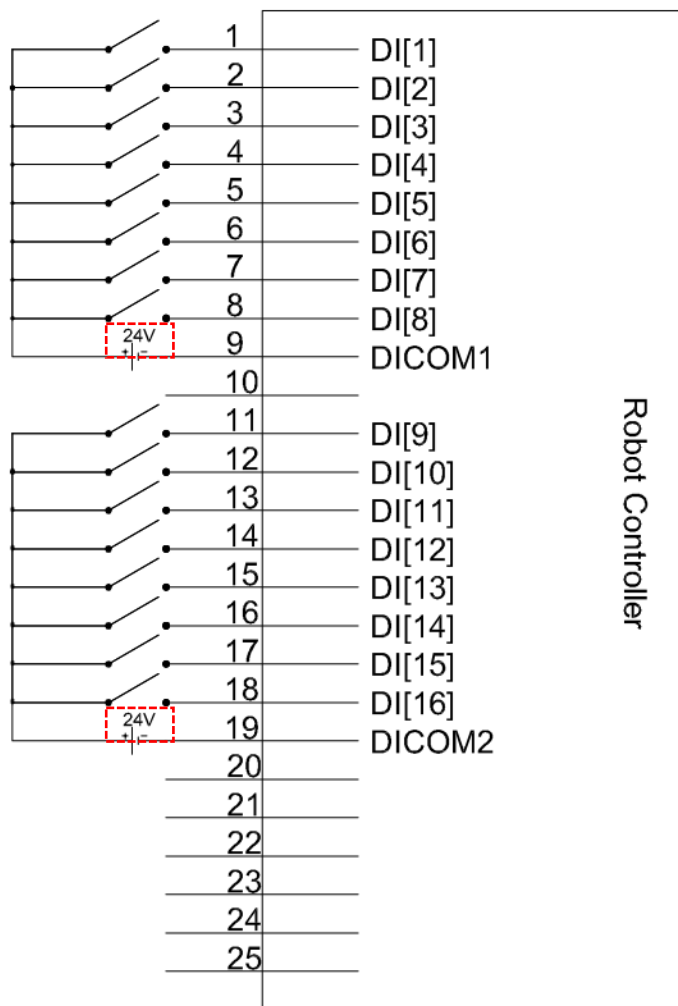 1 DI[1]
2 DI[2]
3 DI[3]
4 DI[4]
5 DI[5]
6 DI[6]
7 DI[7]
8 DI[8]
24V
+ −
9 DICOM1
10
11 DI[9]
12 DI[10]
13 DI[11]
14 DI[12]
15 DI[13]
16 DI[14]
17 DI[15]
18 DI[16]
24V
+ −
19 DICOM2
20
21
22
23
24
25
Robot Controller